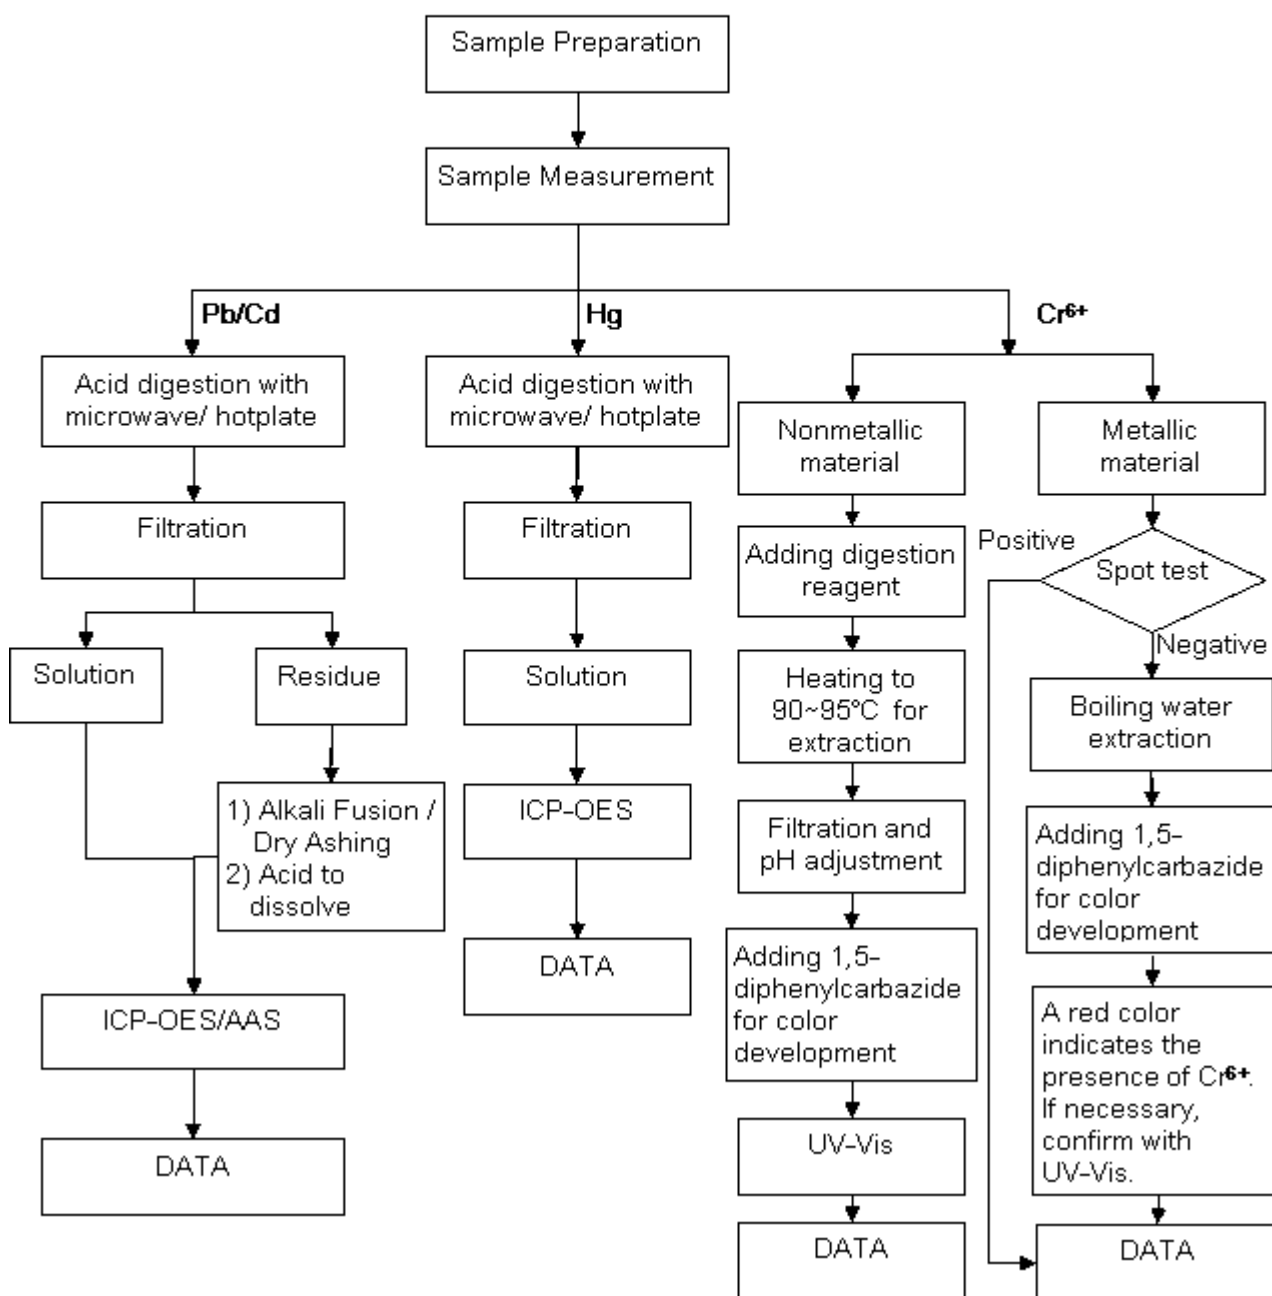 Sample Preparation
Sample Measurement
Pb/Cd
Hg
Cr⁶⁺
Acid digestion with
microwave/ hotplate
Filtration
Solution
Residue
1) Alkali Fusion /
Dry Ashing
2) Acid to
dissolve
ICP-OES/AAS
DATA
Acid digestion with
microwave/ hotplate
Filtration
Solution
ICP-OES
DATA
Nonmetallic
material
Adding digestion
reagent
Heating to
90~95°C for
extraction
Filtration and
pH adjustment
Adding 1,5-
diphenylcarbazide
for color
development
UV-Vis
DATA
Metallic
material
Positive
Spot test
Negative
Boiling water
extraction
Adding 1,5-
diphenylcarbazide
for color
development
A red color
indicates the
presence of Cr⁶⁺.
If necessary,
confirm with
UV-Vis.
DATA